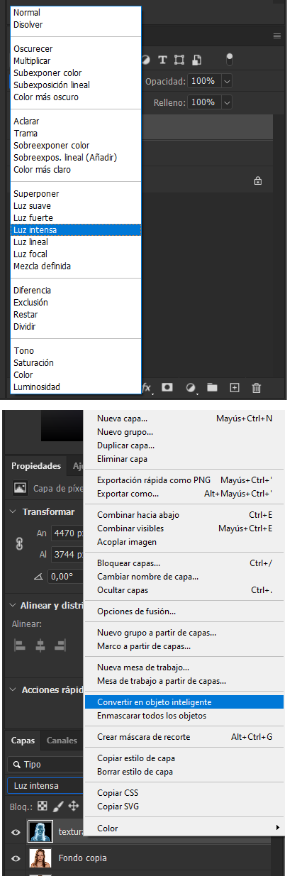 Normal
Disolver
Oscurecer
Multiplicar
Subexponer color
Subexposición lineal
Color más oscuro
Aclarar
Trama
Sobreexponer color
Sobreexpos. lineal (Añadir)
Color más claro
Superponer
Luz suave
Luz fuerte
Luz intensa
Luz lineal
Luz focal
Mezcla definida
Diferencia
Exclusión
Restar
Dividir
Tono
Saturación
Color
Luminosidad
Opacidad: 100%
Relleno: 100%
fx
Propiedades
Capa de píxe
Transformar
An 4470 p
Al 3744 p
0,00°
Alinear y distri
Alinear:
Acciones rápid
Capas Canales
Tipo
Luz intensa
Bloq.:
textura
Fondo copia
Nueva capa... Mayús+Ctrl+N
Nuevo grupo...
Duplicar capa...
Eliminar capa
Exportación rápida como PNG Mayús+Ctrl+'
Exportar como... Alt+Mayús+Ctrl+'
Combinar hacia abajo Ctrl+E
Combinar visibles Mayús+Ctrl+E
Acoplar imagen
Bloquear capas... Ctrl+/
Cambiar nombre de capa...
Ocultar capas Ctrl+.
Opciones de fusión...
Nuevo grupo a partir de capas...
Marco a partir de capas...
Nueva mesa de trabajo...
Mesa de trabajo a partir de capas...
Convertir en objeto inteligente
Enmascarar todos los objetos
Crear máscara de recorte Alt+Ctrl+G
Copiar estilo de capa
Borrar estilo de capa
Copiar CSS
Copiar SVG
Color